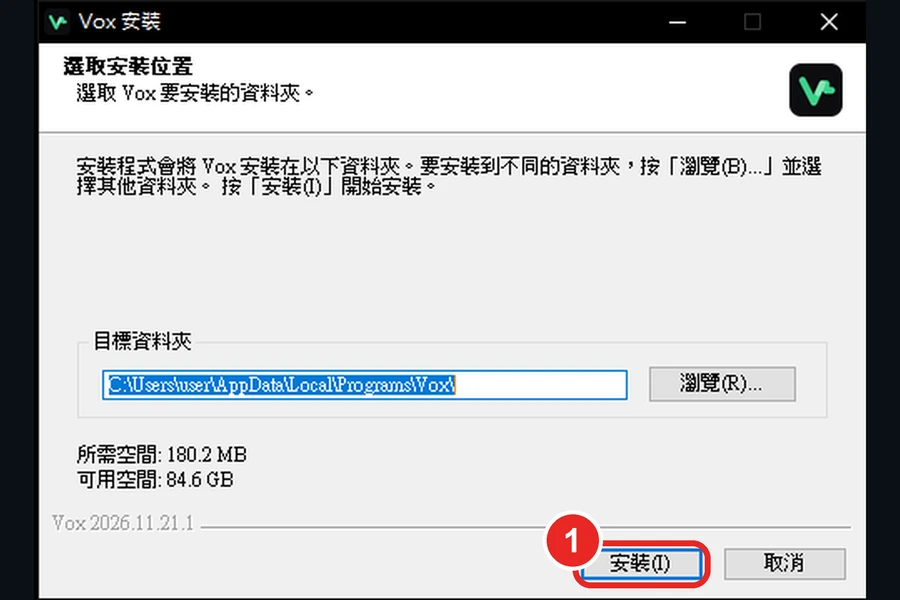 Vox 安裝
選取安裝位置
選取 Vox 要安裝的資料夾。
安裝程式會將 Vox 安裝在以下資料夾。要安裝到不同的資料夾，按「瀏覽(B)...」並選
擇其他資料夾。 按「安裝(I)」開始安裝。
目標資料夾
C:\Users\user\AppData\Local\Programs\Vox\
瀏覽(R)...
所需空間: 180.2 MB
可用空間: 84.6 GB
Vox 2026.11.21.1
1
安裝(I)
取消